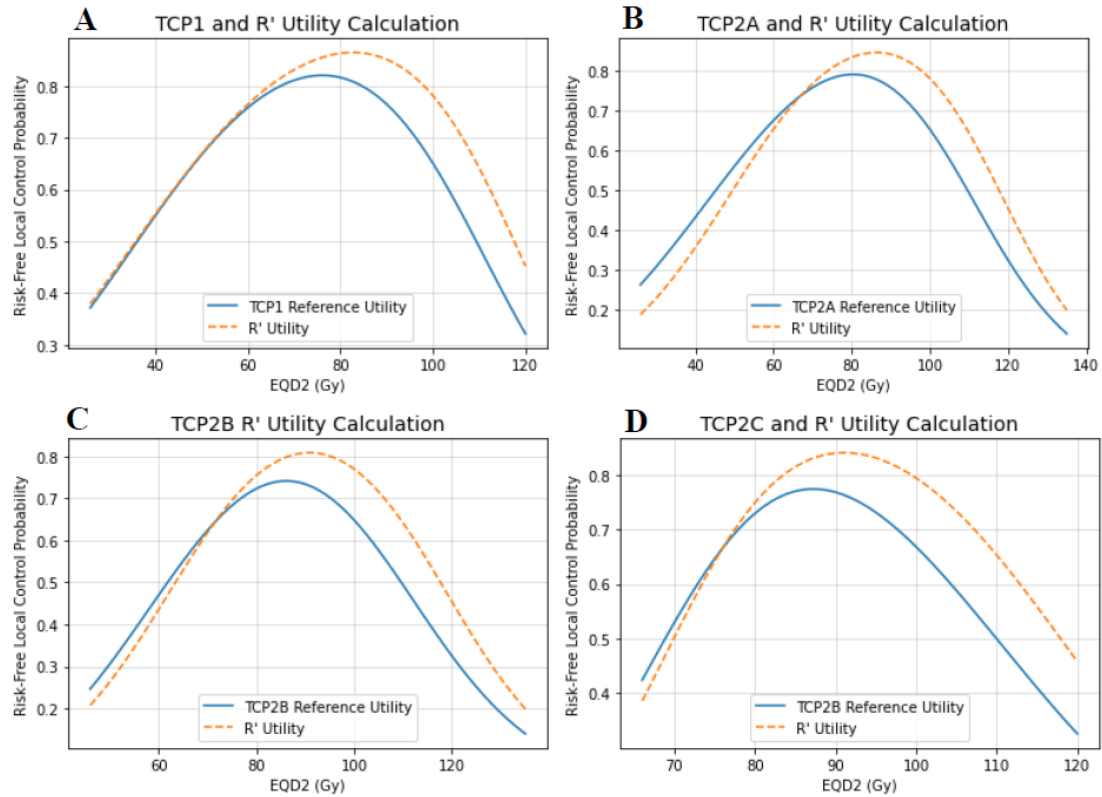 A
TCP1 and R' Utility Calculation
Risk-Free Local Control Probability
0.8
0.7
0.6
0.5
0.4
0.3
TCP1 Reference Utility
R' Utility
40 60 80 100 120
EQD2 (Gy)
B
TCP2A and R' Utility Calculation
Risk-Free Local Control Probability
0.8
0.7
0.6
0.5
0.4
0.3
0.2
TCP2A Reference Utility
R' Utility
40 60 80 100 120 140
EQD2 (Gy)
C
TCP2B R' Utility Calculation
Risk-Free Local Control Probability
0.8
0.7
0.6
0.5
0.4
0.3
0.2
TCP2B Reference Utility
R' Utility
60 80 100 120
EQD2 (Gy)
D
TCP2C and R' Utility Calculation
Risk-Free Local Control Probability
0.8
0.7
0.6
0.5
0.4
TCP2B Reference Utility
R' Utility
70 80 90 100 110 120
EQD2 (Gy)